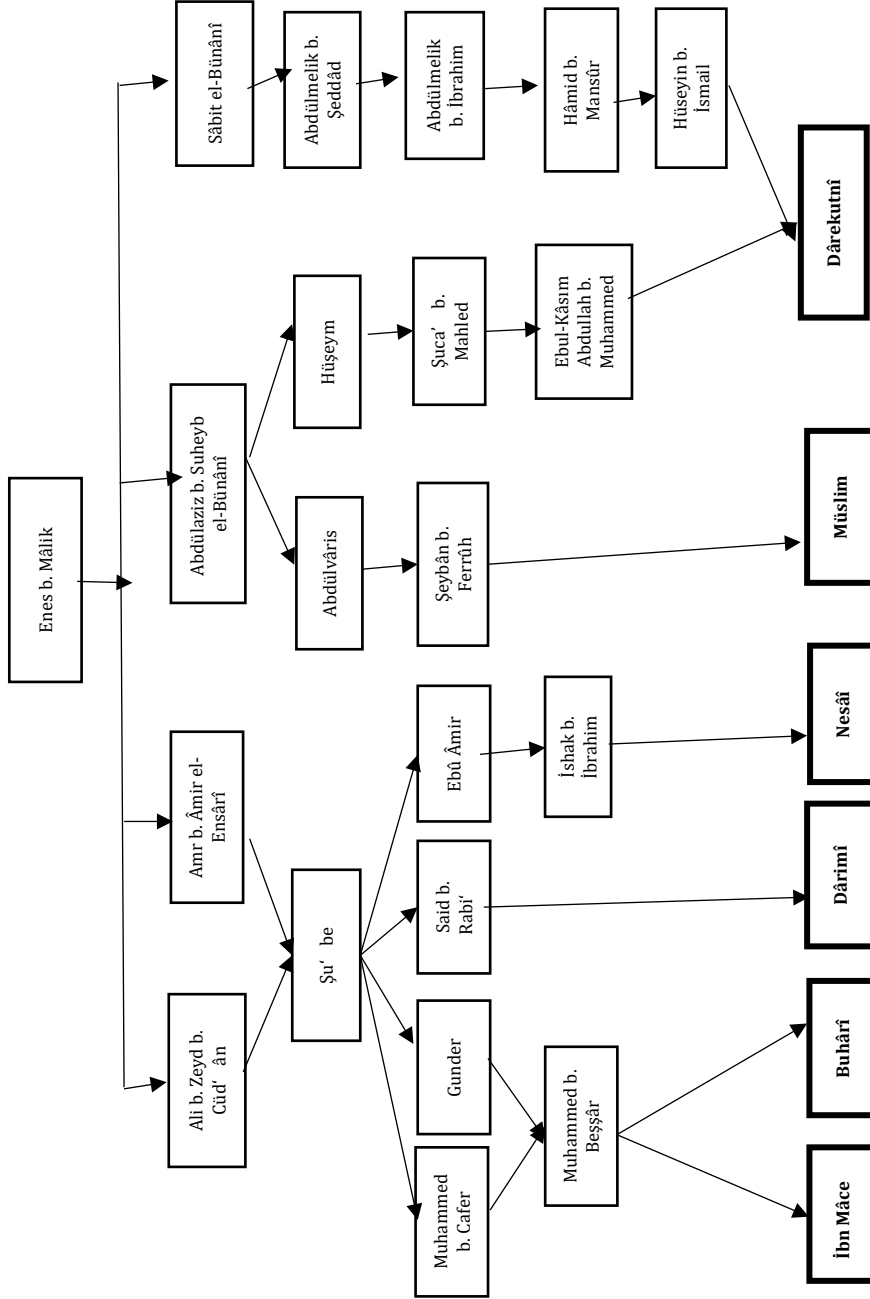 Enes b. Mâlik
Ali b. Zeyd b.
Cüd‘ ân
Amr b. Âmir el-
Ensârî
Abdülaziz b. Suheyb
el-Bünânî
Sâbit el-Bünânî
Şu‘ be
Abdülvâris
Hüşeym
Abdülmelik b.
Şeddâd
Muhammed
b. Cafer
Gunder
Said b.
Rabi‘
Ebû Âmir
Şeybân b.
Ferrûh
Şuca‘ b.
Mahled
Abdülmelik
b. İbrahim
Muhammed b.
Beşşâr
İshak b.
İbrahim
Ebul-Kâsım
Abdullah b.
Muhammed
Hâmid b.
Mansûr
Hüseyin b.
İsmail
İbn Mâce
Buhârî
Dârimî
Nesâî
Müslim
Dârekutnî